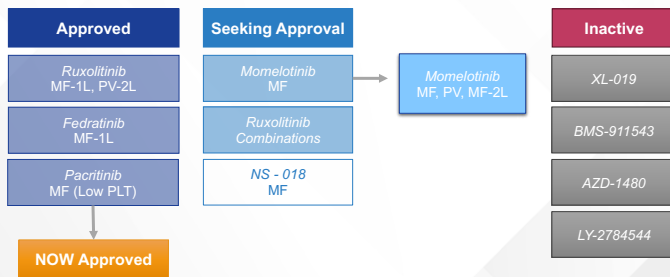 Approved
Ruxolitinib
MF-1L, PV-2L
Fedratinib
MF-1L
Pacritinib
MF (Low PLT)
NOW Approved
Seeking Approval
Momelotinib
MF
Ruxolitinib
Combinations
NS - 018
MF
Momelotinib
MF, PV, MF-2L
Inactive
XL-019
BMS-911543
AZD-1480
LY-2784544